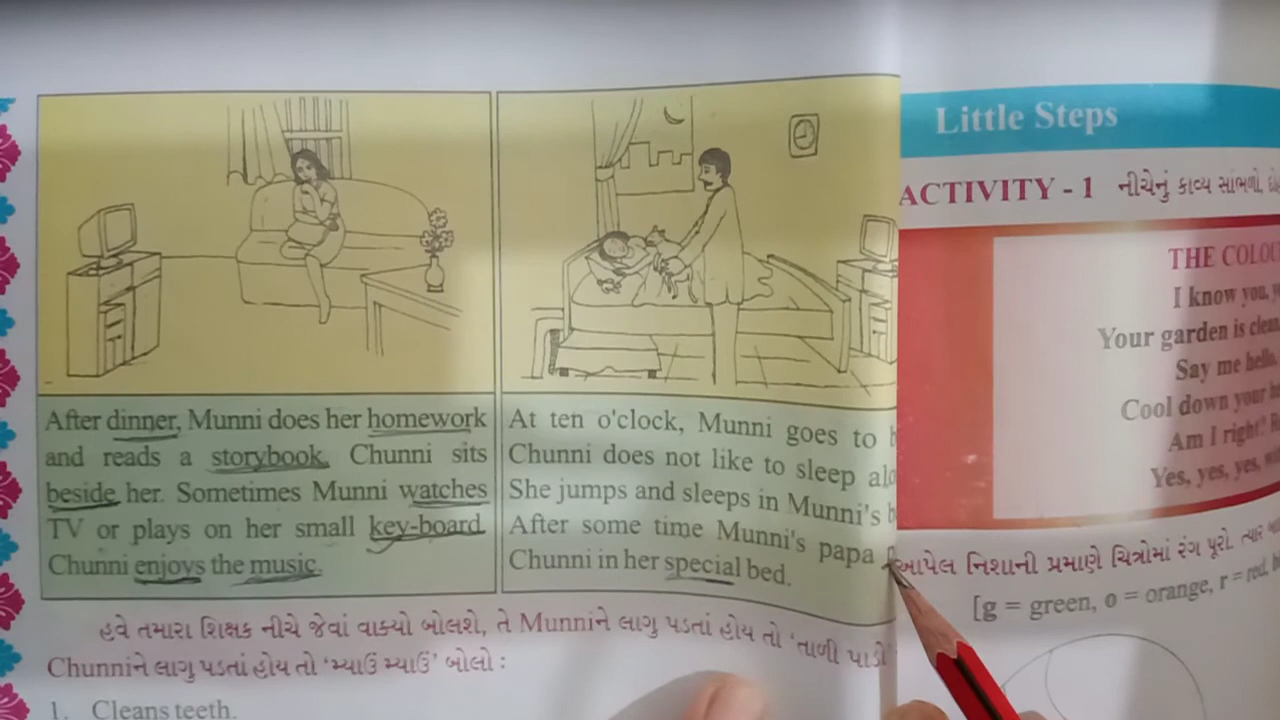 After dinner, Munni does her homework
and reads a storybook. Chunni sits
beside her. Sometimes Munni watches
TV or plays on her small key-board.
Chunni enjoys the music.
At ten o'clock, Munni goes to
Chunni does not like to sleep
She jumps and sleeps in Munni's
After some time Munni's papa
Chunni in her special bed.
હવે તમારા શિક્ષક નીચે જેવાં વાક્યો બોલશે, તે Munniને લાગુ પડતાં હોય તો ‘તાળી પાડો’
Chunniને લાગુ પડતાં હોય તો ‘મ્યાઉં મ્યાઉં’ બોલો :
1. Cleans teeth.
Little Steps
ACTIVITY - 1 નીચેનું કાવ્ય સાંભળો,
THE
I know you,
Your garden is
Say me hello,
Cool down your
Am I right?
Yes, yes, yes,
આપેલ નિશાની પ્રમાણે ચિત્રોમાં રંગ પૂરો. ત્યાર
[g = green, o = orange, r = red,